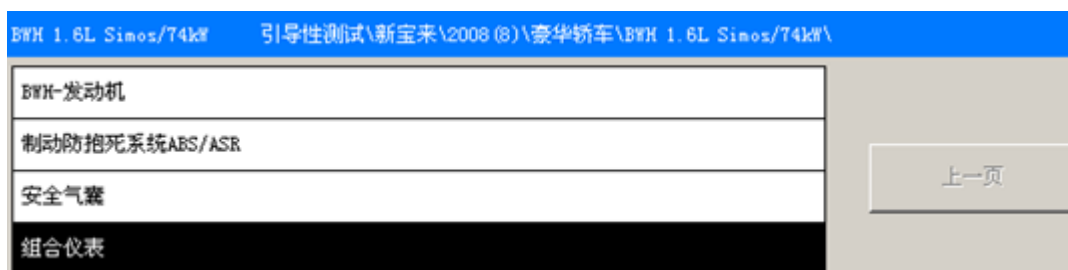 BWH 1.6L Simos/74kW 引导性测试\新宝来\2008(8)\豪华轿车\BWH 1.6L Simos/74kW\
BWH-发动机
制动防抱死系统ABS/ASR
安全气囊
上一页
组合仪表